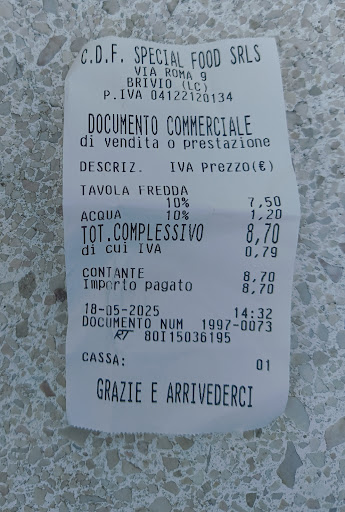 C.D.F. SPECIAL FOOD SRLS
VIA ROMA 9
BRIVIO (LC)
P.IVA 04122120134
DOCUMENTO COMMERCIALE
di vendita o prestazione
DESCRIZ. IVA Prezzo(€)
TAVOLA FREDDA
10% 7,50
ACQUA 10% 1,20
TOT.COMPLESSIVO 8,70
di cui IVA 0,79
CONTANTE 8,70
Importo pagato 8,70
18-05-2025 14:32
DOCUMENTO NUM 1997-0073
RT 80I15036195
CASSA: 01
GRAZIE E ARRIVEDERCI